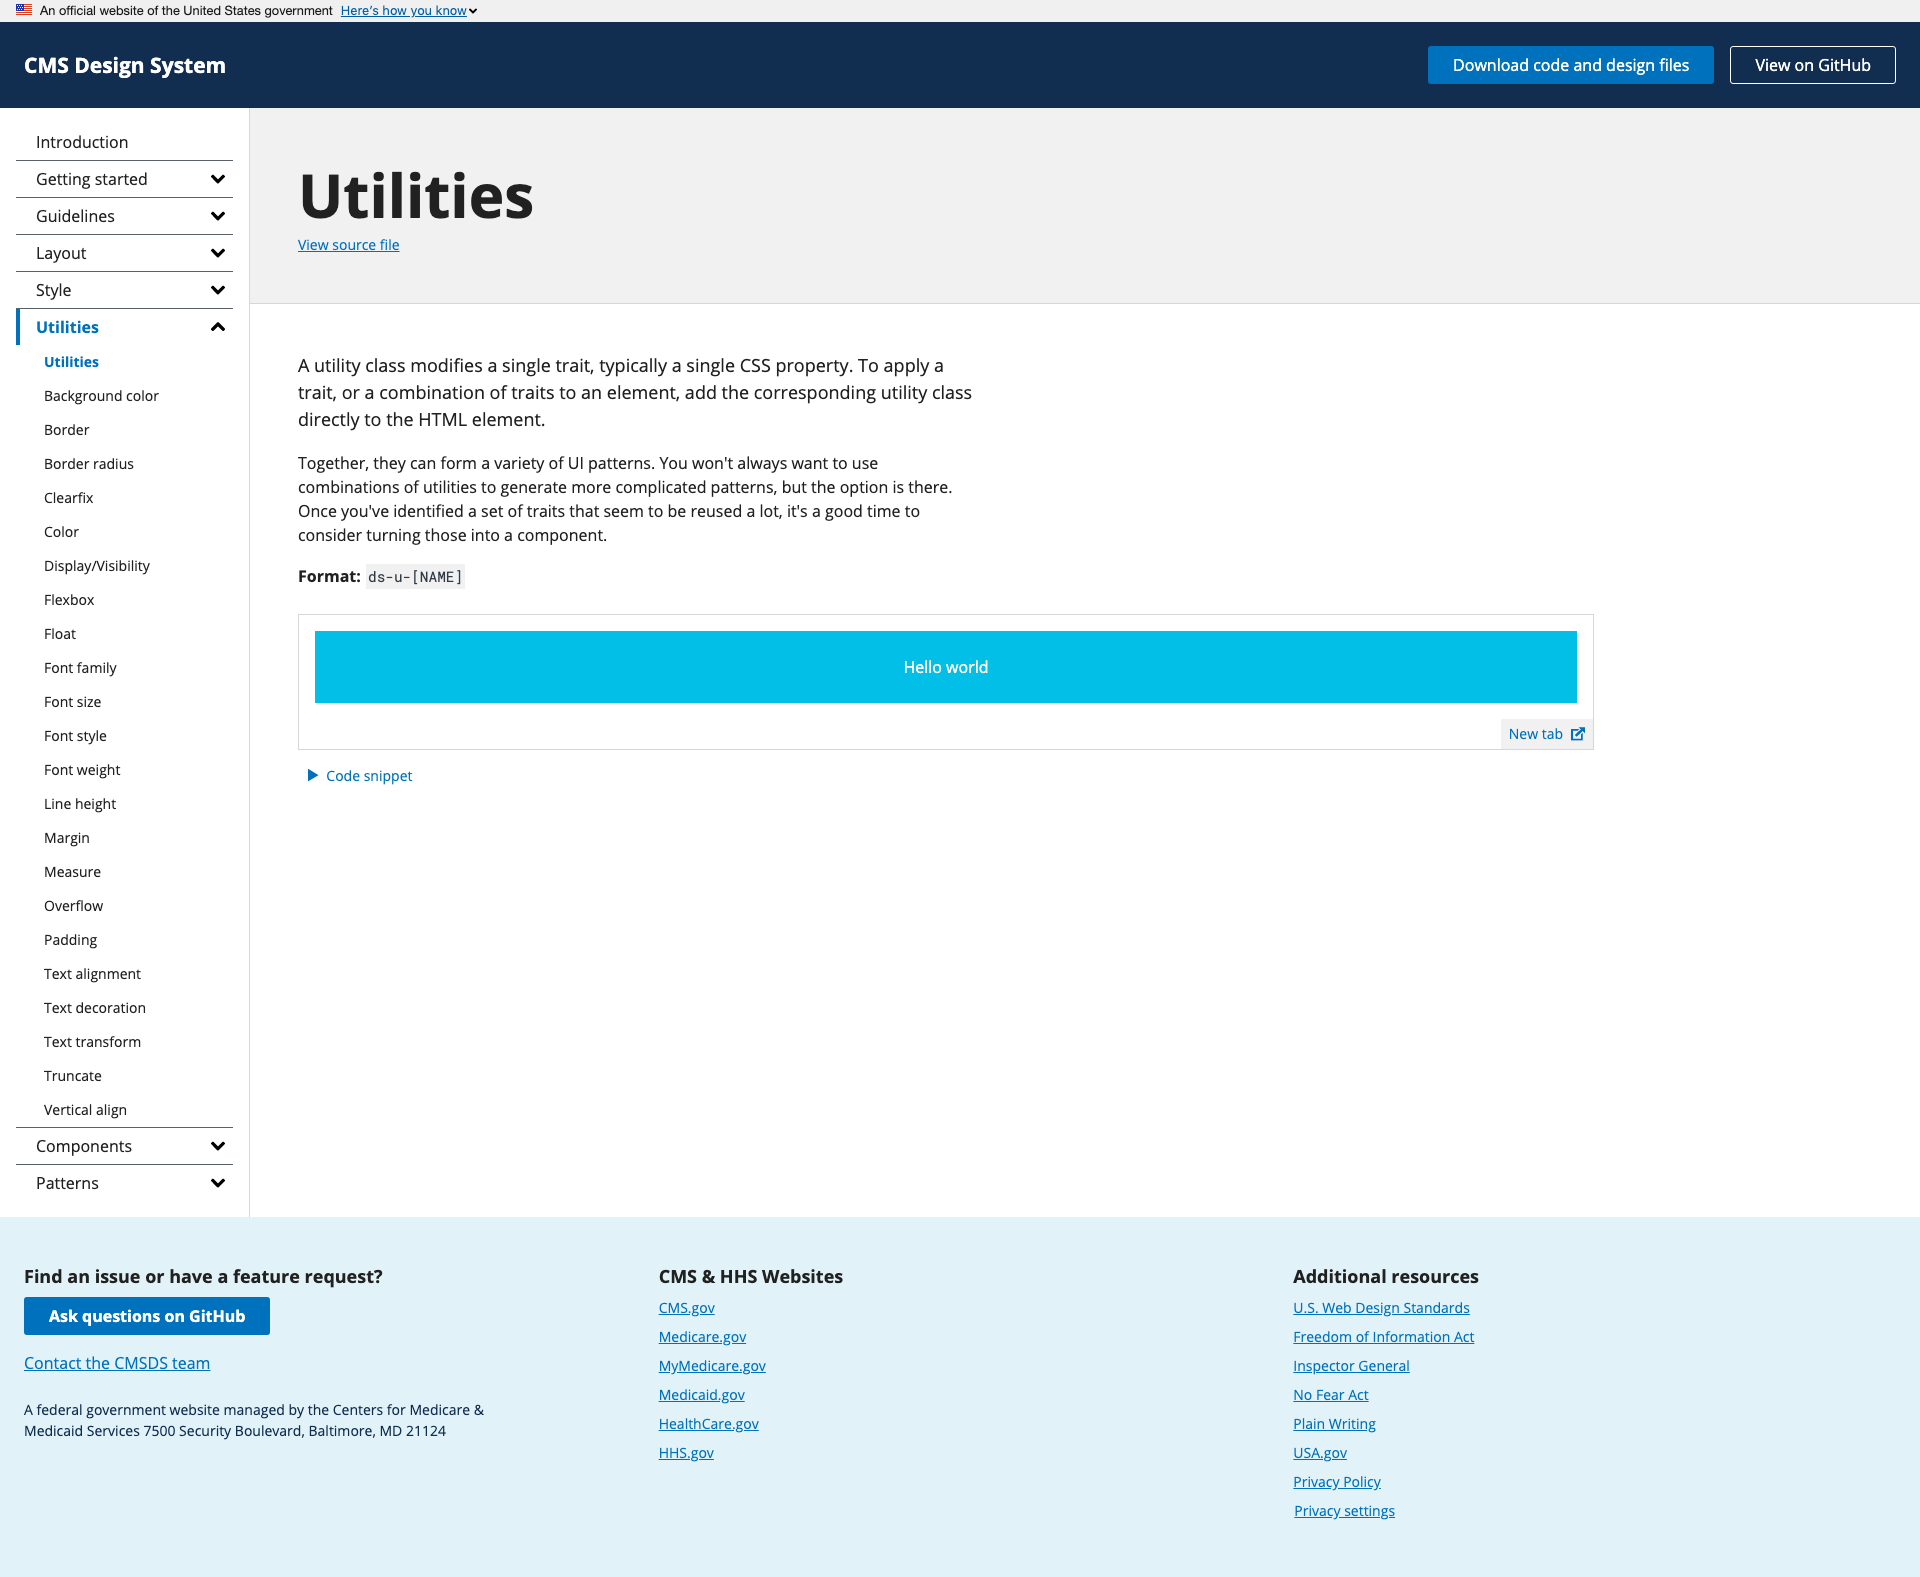 An official website of the United States government Here's how you know
CMS Design System
Download code and design files
View on GitHub
Introduction
Getting started
Guidelines
Layout
Style
Utilities
Utilities
Background color
Border
Border radius
Clearfix
Color
Display/Visibility
Flexbox
Float
Font family
Font size
Font style
Font weight
Line height
Margin
Measure
Overflow
Padding
Text alignment
Text decoration
Text transform
Truncate
Vertical align
Components
Patterns
Utilities
View source file
A utility class modifies a single trait, typically a single CSS property. To apply a
trait, or a combination of traits to an element, add the corresponding utility class
directly to the HTML element.
Together, they can form a variety of UI patterns. You won't always want to use
combinations of utilities to generate more complicated patterns, but the option is there.
Once you've identified a set of traits that seem to be reused a lot, it's a good time to
consider turning those into a component.
Format: ds-u-[NAME]
Hello world
New tab
Code snippet
Find an issue or have a feature request?
Ask questions on GitHub
Contact the CMSDS team
A federal government website managed by the Centers for Medicare &
Medicaid Services 7500 Security Boulevard, Baltimore, MD 21124
CMS & HHS Websites
CMS.gov
Medicare.gov
MyMedicare.gov
Medicaid.gov
HealthCare.gov
HHS.gov
Additional resources
U.S. Web Design Standards
Freedom of Information Act
Inspector General
No Fear Act
Plain Writing
USA.gov
Privacy Policy
Privacy settings